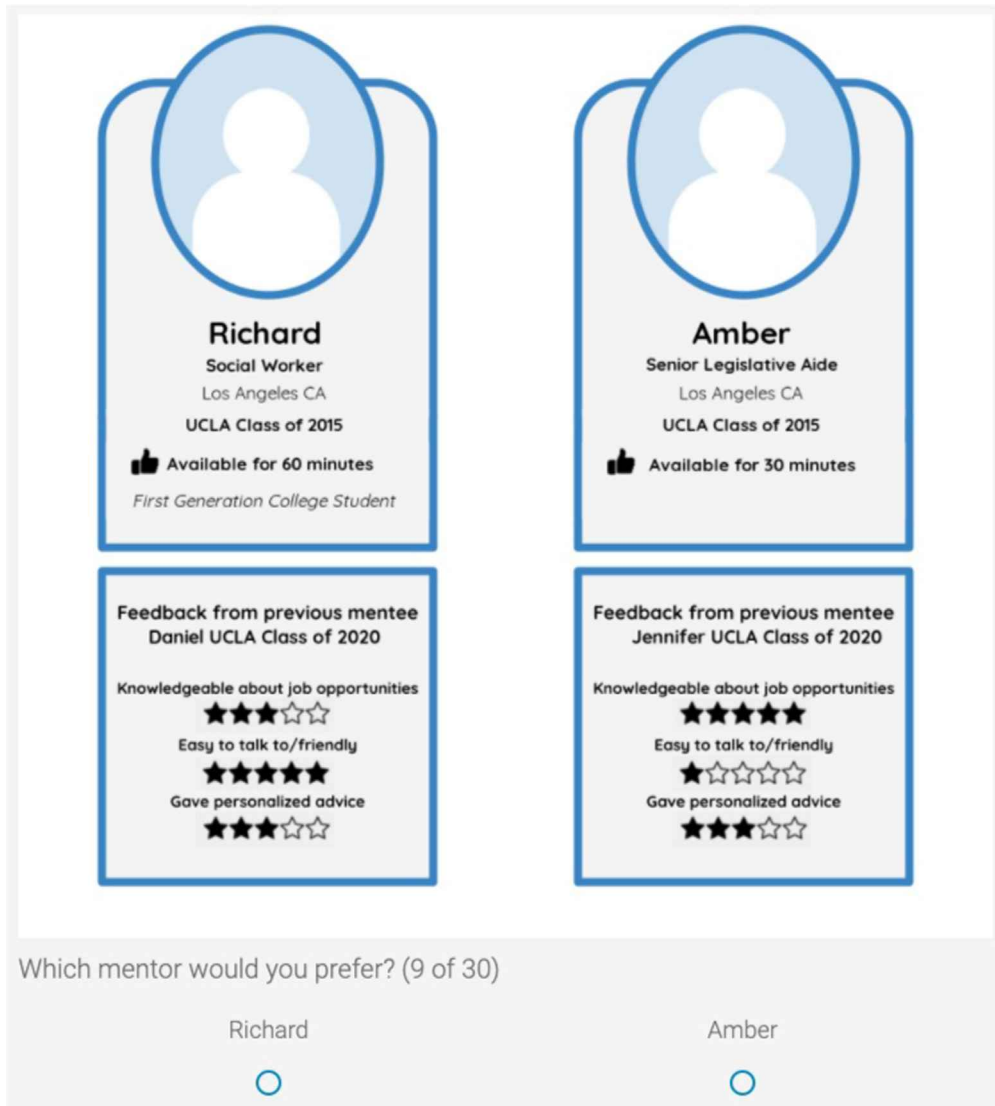 Richard
Social Worker
Los Angeles CA
UCLA Class of 2015
Available for 60 minutes
First Generation College Student
Feedback from previous mentee
Daniel UCLA Class of 2020
Knowledgeable about job opportunities
Easy to talk to/friendly
Gave personalized advice
Amber
Senior Legislative Aide
Los Angeles CA
UCLA Class of 2015
Available for 30 minutes
Feedback from previous mentee
Jennifer UCLA Class of 2020
Knowledgeable about job opportunities
Easy to talk to/friendly
Gave personalized advice
Which mentor would you prefer? (9 of 30)
Richard
Amber